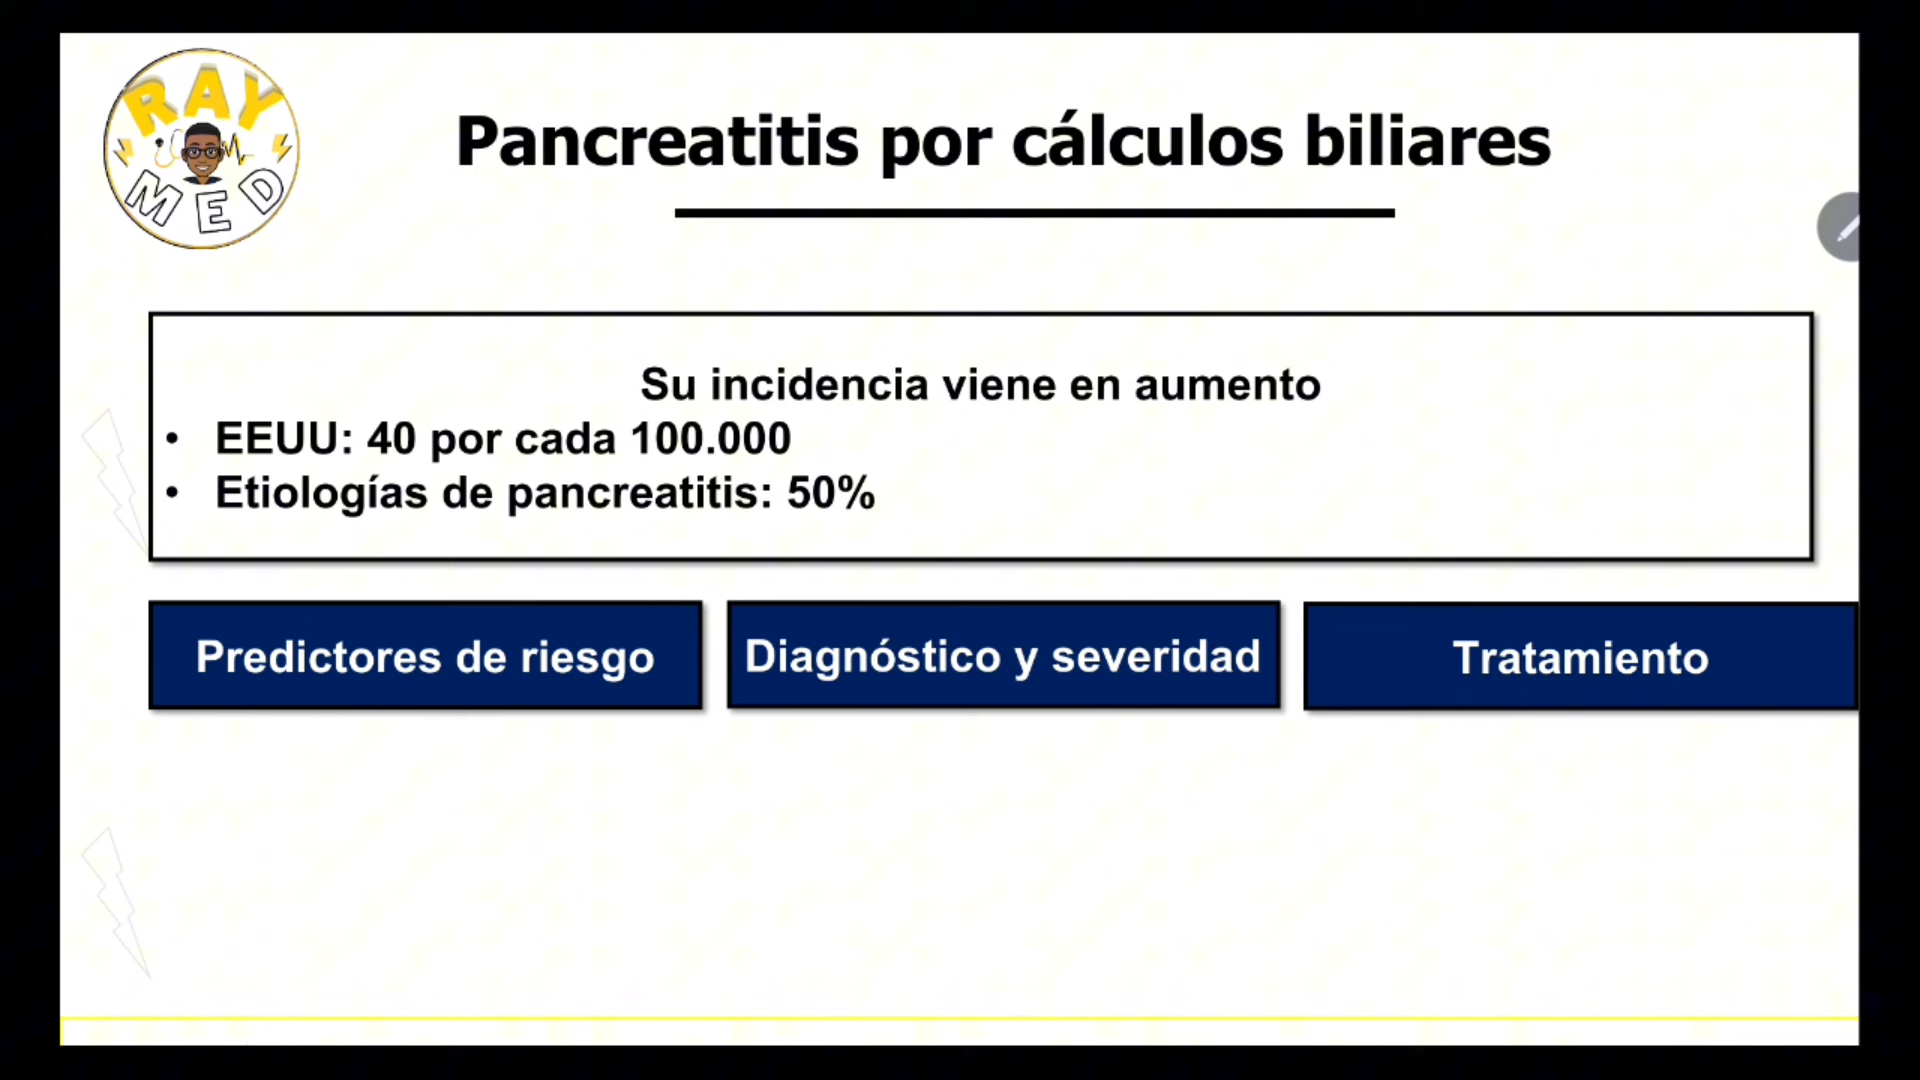 RAY
MED
Pancreatitis por cálculos biliares
Su incidencia viene en aumento
• EEUU: 40 por cada 100.000
• Etiologías de pancreatitis: 50%
Predictores de riesgo
Diagnóstico y severidad
Tratamiento